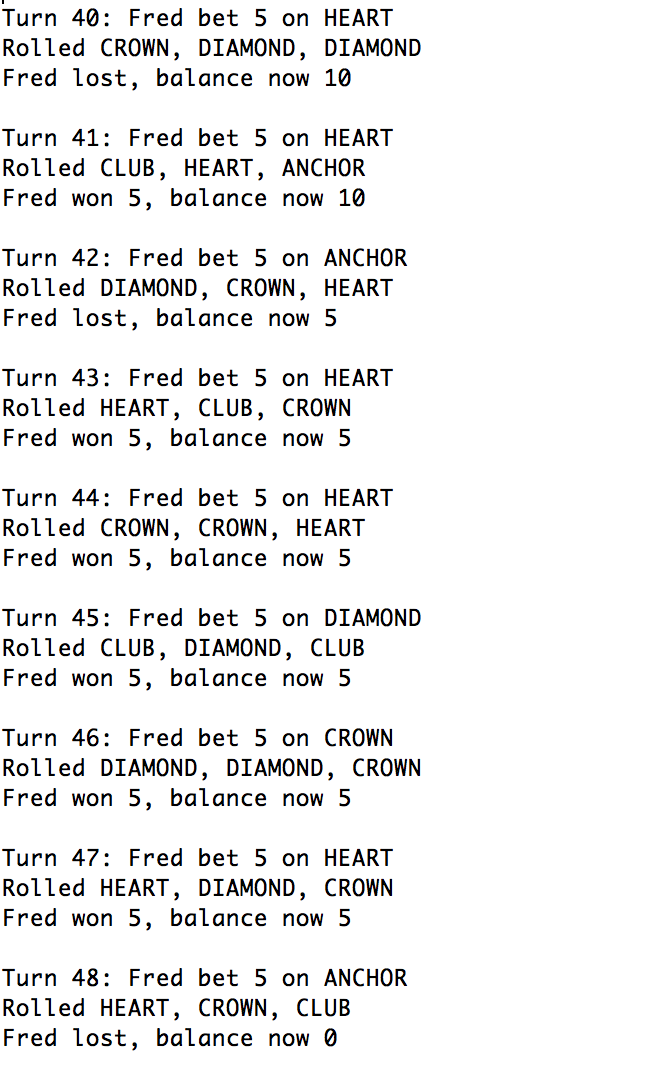 Turn 40: Fred bet 5 on HEART
Rolled CROWN, DIAMOND, DIAMOND
Fred lost, balance now 10
Turn 41: Fred bet 5 on HEART
Rolled CLUB, HEART, ANCHOR
Fred won 5, balance now 10
Turn 42: Fred bet 5 on ANCHOR
Rolled DIAMOND, CROWN, HEART
Fred lost, balance now 5
Turn 43: Fred bet 5 on HEART
Rolled HEART, CLUB, CROWN
Fred won 5, balance now 5
Turn 44: Fred bet 5 on HEART
Rolled CROWN, CROWN, HEART
Fred won 5, balance now 5
Turn 45: Fred bet 5 on DIAMOND
Rolled CLUB, DIAMOND, CLUB
Fred won 5, balance now 5
Turn 46: Fred bet 5 on CROWN
Rolled DIAMOND, DIAMOND, CROWN
Fred won 5, balance now 5
Turn 47: Fred bet 5 on HEART
Rolled HEART, DIAMOND, CROWN
Fred won 5, balance now 5
Turn 48: Fred bet 5 on ANCHOR
Rolled HEART, CROWN, CLUB
Fred lost, balance now 0